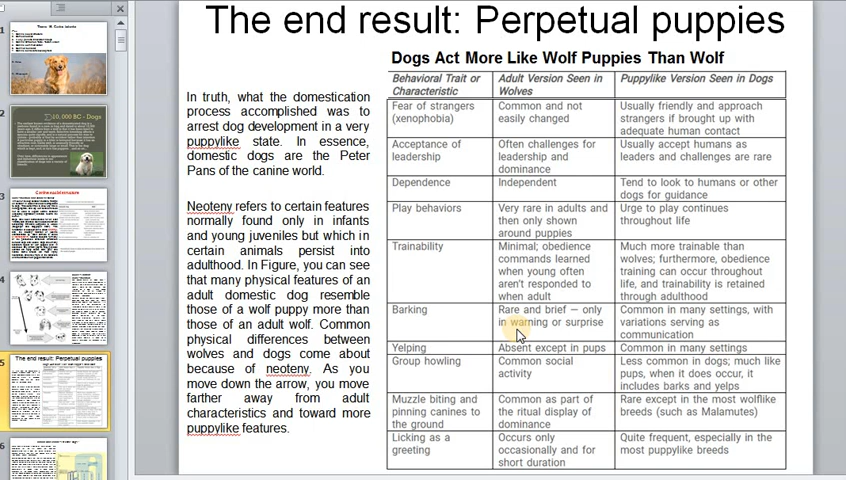 The end result: Perpetual puppies
In truth, what the domestication
process accomplished was to
arrest dog development in a very
puppylike state. In essence,
domestic dogs are the Peter
Pans of the canine world.
Neoteny refers to certain features
normally found only in infants
and young juveniles but which in
certain animals persist into
adulthood. In Figure, you can see
that many physical features of an
adult domestic dog resemble
those of a wolf puppy more than
those of an adult wolf. Common
physical differences between
wolves and dogs come about
because of neoteny. As you
move down the arrow, you move
farther away from adult
characteristics and toward more
puppylike features.
Dogs Act More Like Wolf Puppies Than Wolf
Behavioral Trait or
Characteristic
Adult Version Seen in
Wolves
Puppylike Version Seen in Dogs
Fear of strangers
(xenophobia)
Common and not
easily changed
Usually friendly and approach
strangers if brought up with
adequate human contact
Acceptance of
leadership
Often challenges for
leadership and
dominance
Usually accept humans as
leaders and challenges are rare
Dependence
Independent
Tend to look to humans or other
dogs for guidance
Play behaviors
Very rare in adults and
then only shown
around puppies
Urge to play continues
throughout life
Trainability
Minimal; obedience
commands learned
when young often
aren't responded to
when adult
Much more trainable than
wolves; furthermore, obedience
training can occur throughout
life, and trainability is retained
through adulthood
Barking
Rare and brief — only
in warning or surprise
Common in many settings, with
variations serving as
communication
Yelping
Absent except in pups
Common in many settings
Group howling
Common social
activity
Less common in dogs; much like
pups, when it does occur, it
includes barks and yelps
Muzzle biting and
pinning canines to
the ground
Common as part of
the ritual display of
dominance
Rare except in the most wolflike
breeds (such as Malamutes)
Licking as a
greeting
Occurs only
occasionally and for
short duration
Quite frequent, especially in the
most puppylike breeds
1
2
10,000 BC - Dogs
3
4
5
The end result: Perpetual puppies
6